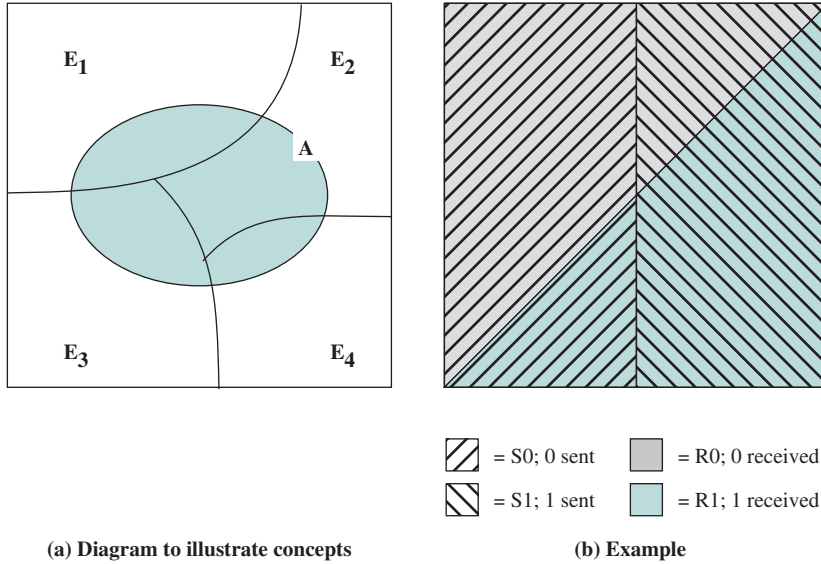 E1
E2
A
E3
E4
= S0; 0 sent
= R0; 0 received
= S1; 1 sent
= R1; 1 received
(a) Diagram to illustrate concepts
(b) Example